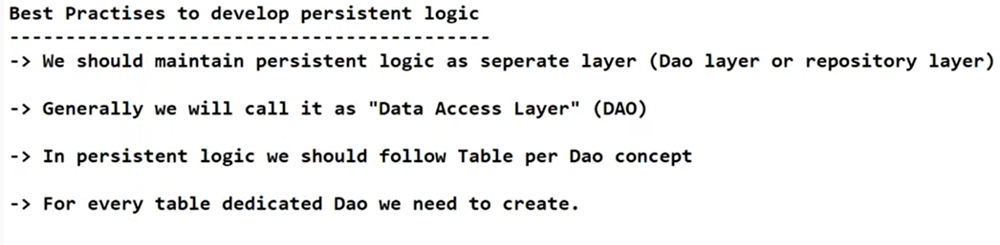 Best Practises to develop persistent logic
-------------------------------------------
-> We should maintain persistent logic as seperate layer (Dao layer or repository layer)
-> Generally we will call it as "Data Access Layer" (DAO)
-> In persistent logic we should follow Table per Dao concept
-> For every table dedicated Dao we need to create.